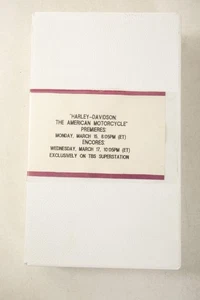 "HARLEY-DAVIDSON:
THE AMERICAN MOTORCYCLE"
PREMIERES:
MONDAY, MARCH 15, 8:05PM (ET)
ENCORES:
WEDNESDAY, MARCH 17, 10:05PM (ET)
EXCLUSIVELY ON TBS SUPERSTATION